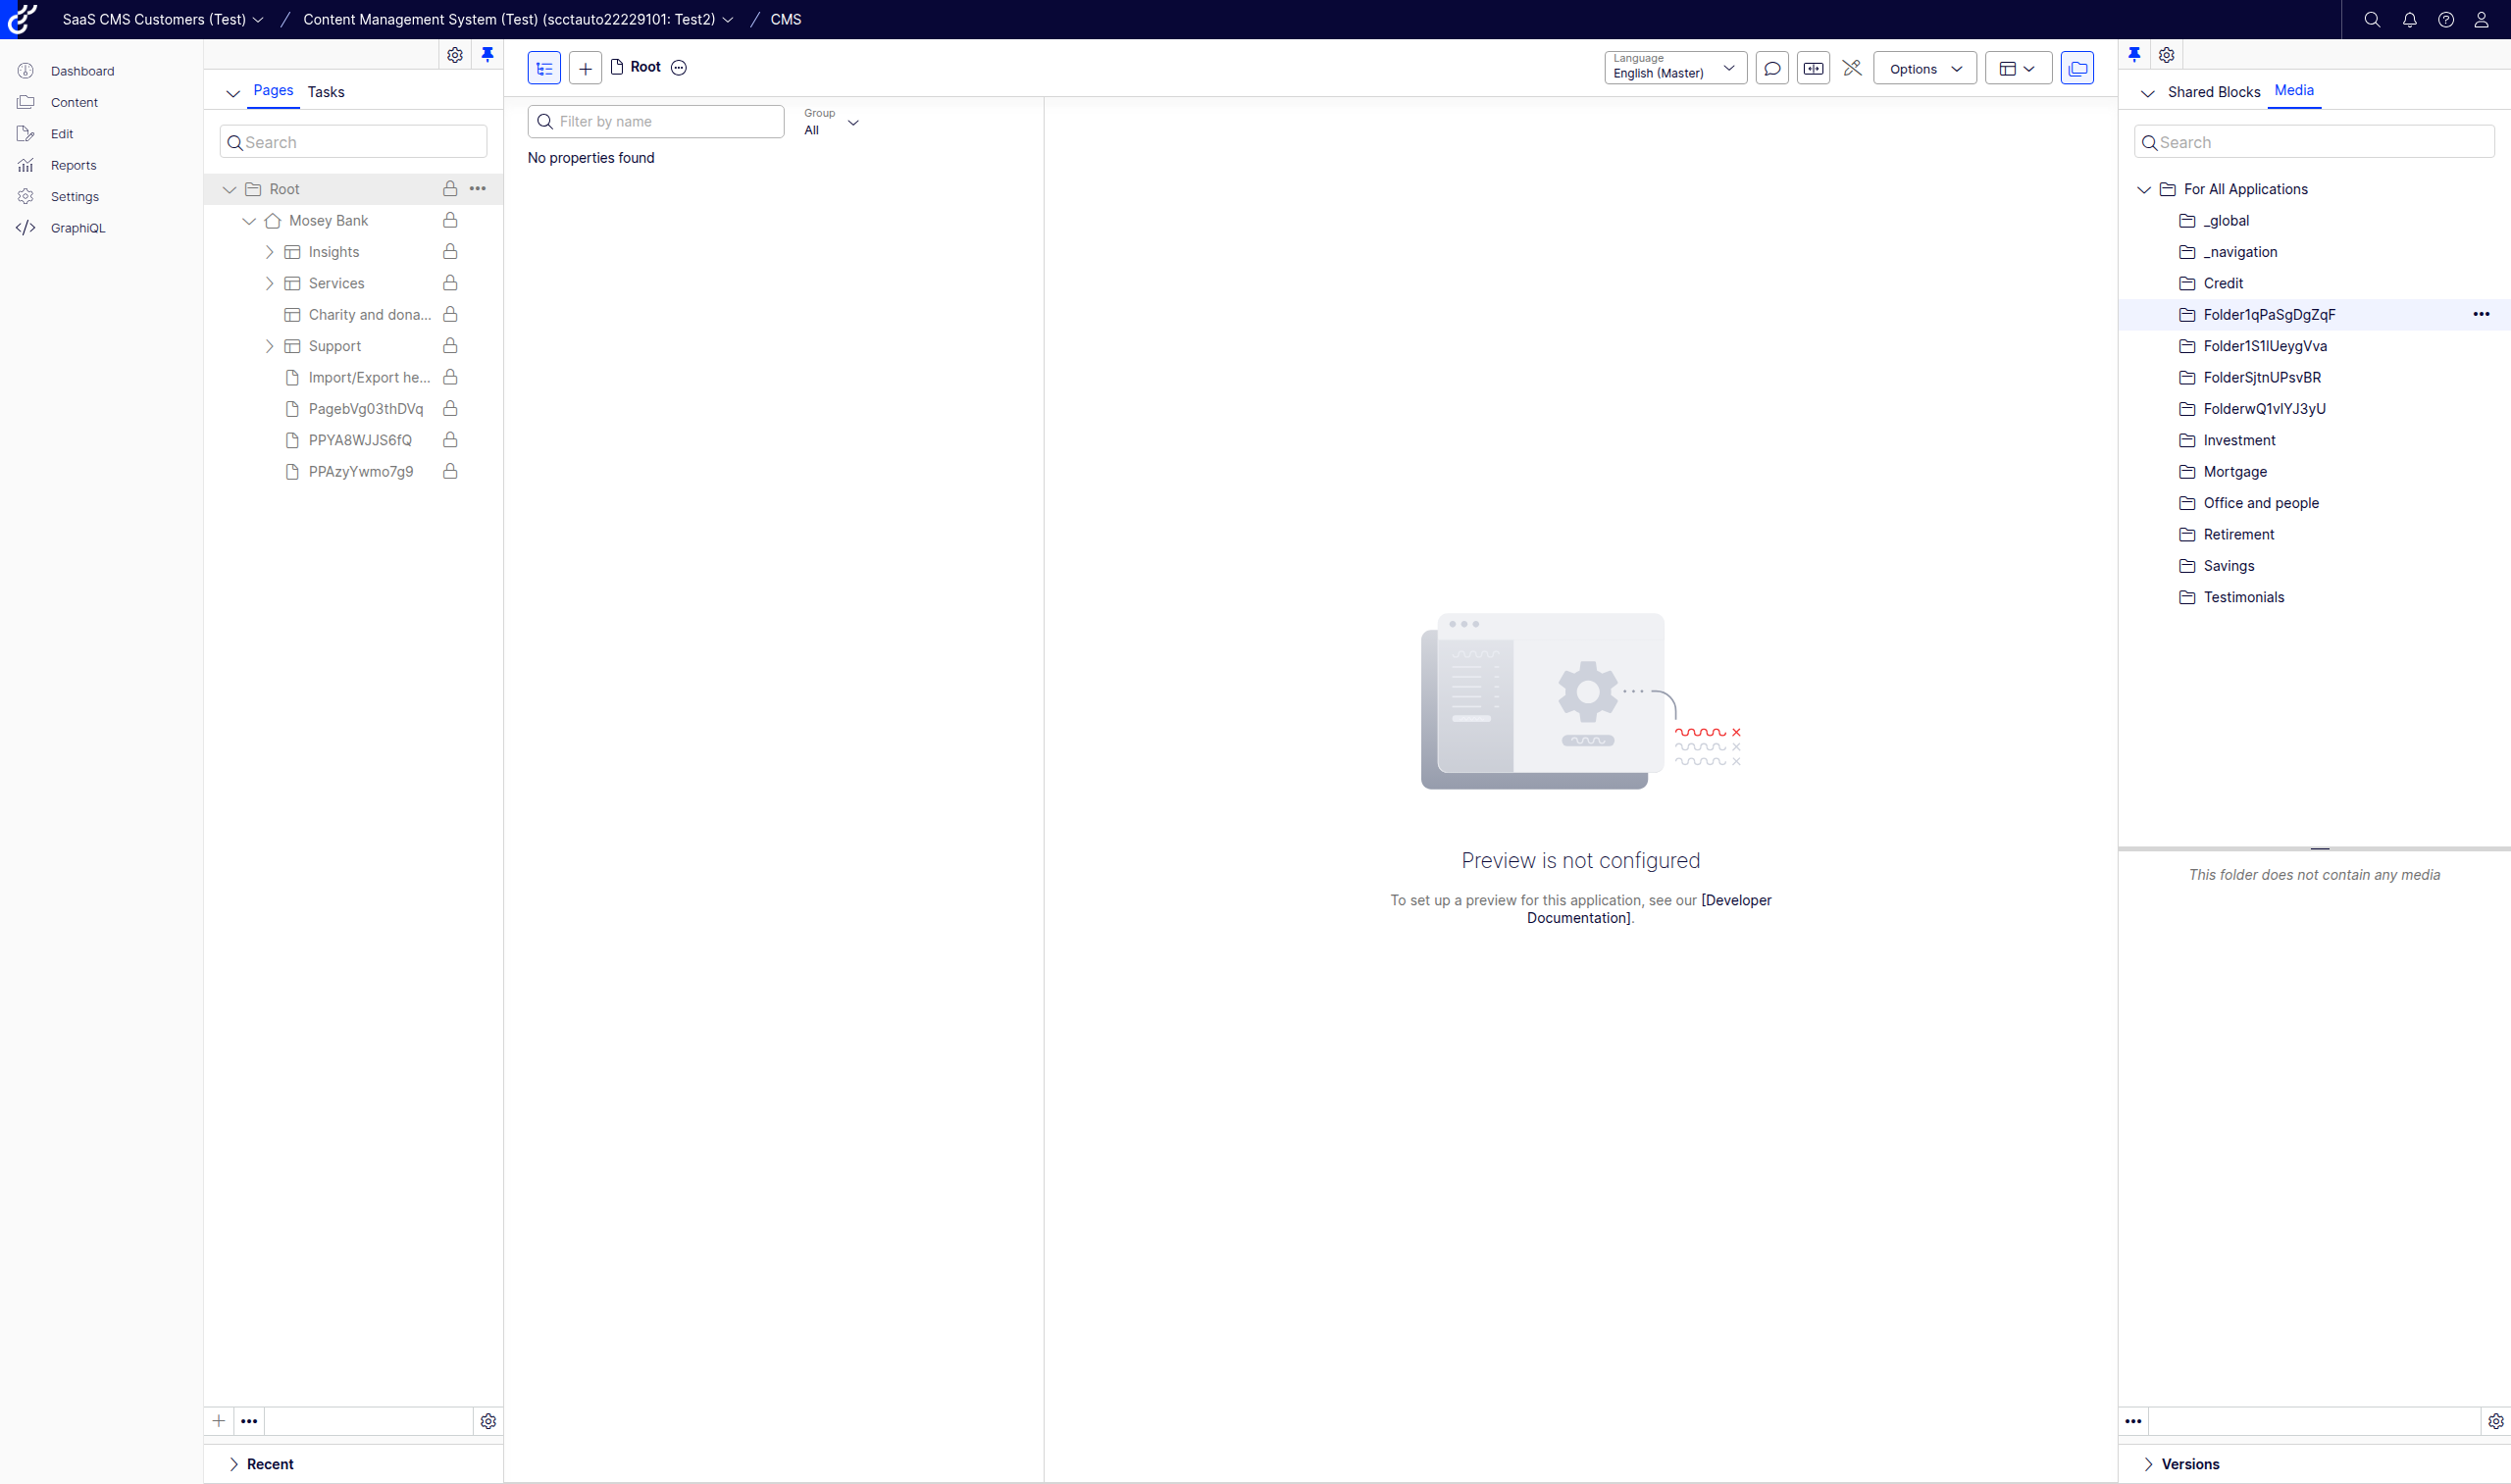 SaaS CMS Customers (Test) / Content Management System (Test) (scctauto22229101: Test2) / CMS
Dashboard
Content
Edit
Reports
Settings
GraphiQL
Pages Tasks
Search
Root
Mosey Bank
Insights
Services
Charity and dona...
Support
Import/Export he...
PagebVg03thDVq
PPYA8WJJS6fQ
PPAzyYwmo7g9
Recent
Root
Language
English (Master)
Options
Filter by name
Group
All
No properties found
Preview is not configured
To set up a preview for this application, see our [Developer
Documentation].
Shared Blocks Media
Search
For All Applications
_global
_navigation
Credit
Folder1qPaSgDgZqF
Folder1S1lUeygVva
FolderSjtnUPsvBR
FolderwQ1vlYJ3yU
Investment
Mortgage
Office and people
Retirement
Savings
Testimonials
This folder does not contain any media
Versions